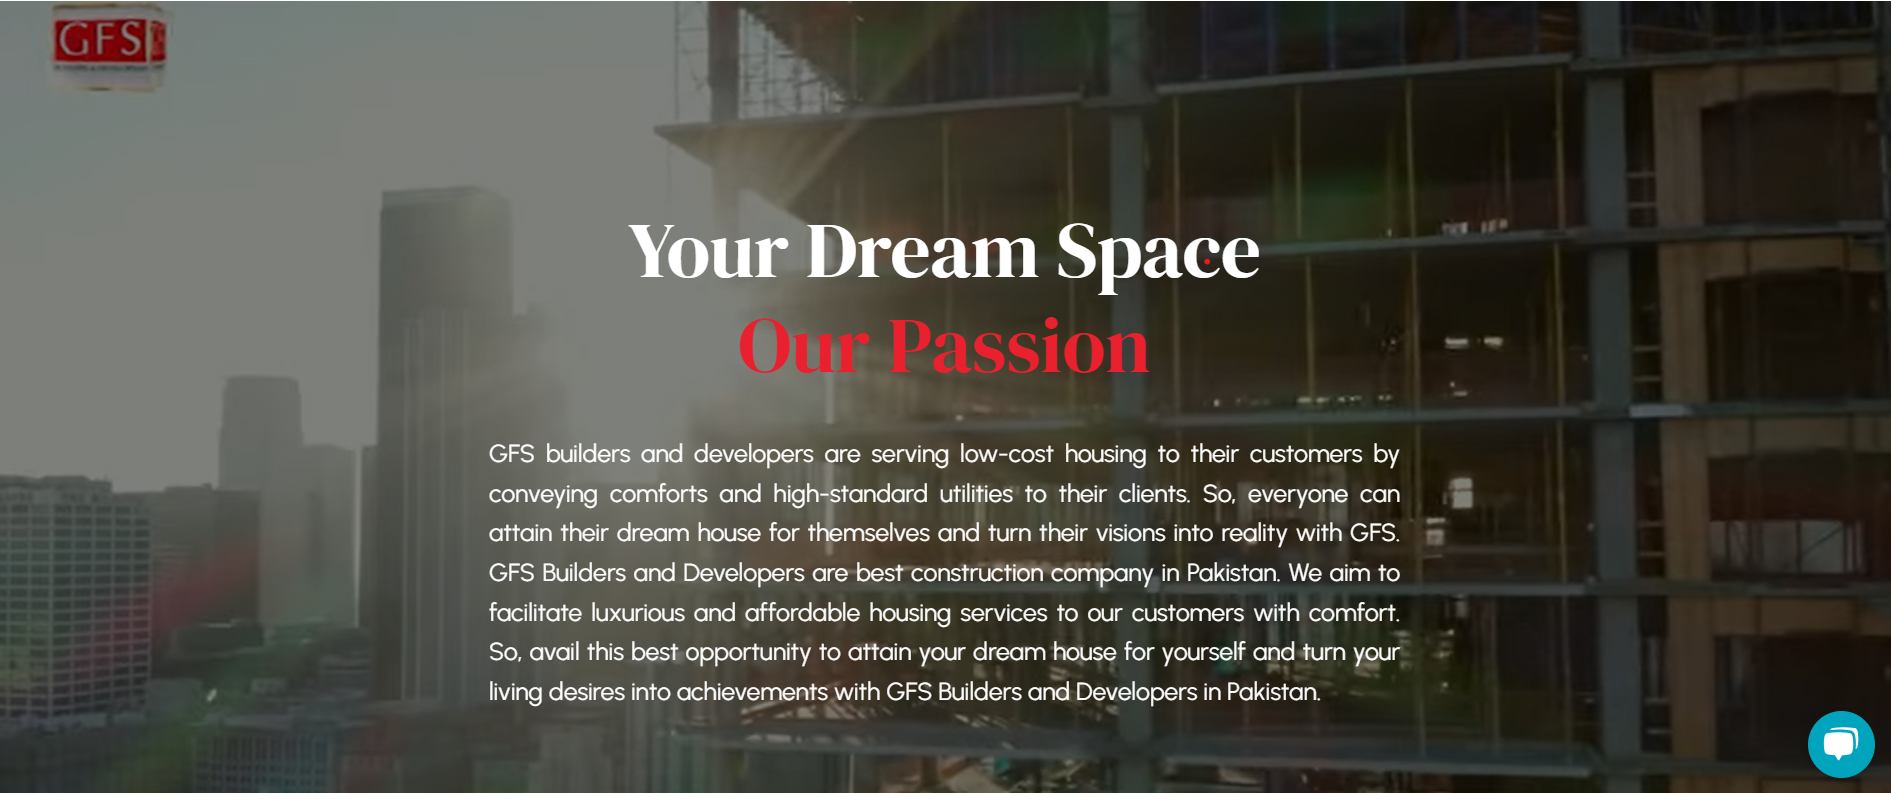 GFS
Your Dream Space
Our Passion
GFS builders and developers are serving low-cost housing to their customers by
conveying comforts and high-standard utilities to their clients. So, everyone can
attain their dream house for themselves and turn their visions into reality with GFS.
GFS Builders and Developers are best construction company in Pakistan. We aim to
facilitate luxurious and affordable housing services to our customers with comfort.
So, avail this best opportunity to attain your dream house for yourself and turn your
living desires into achievements with GFS Builders and Developers in Pakistan.